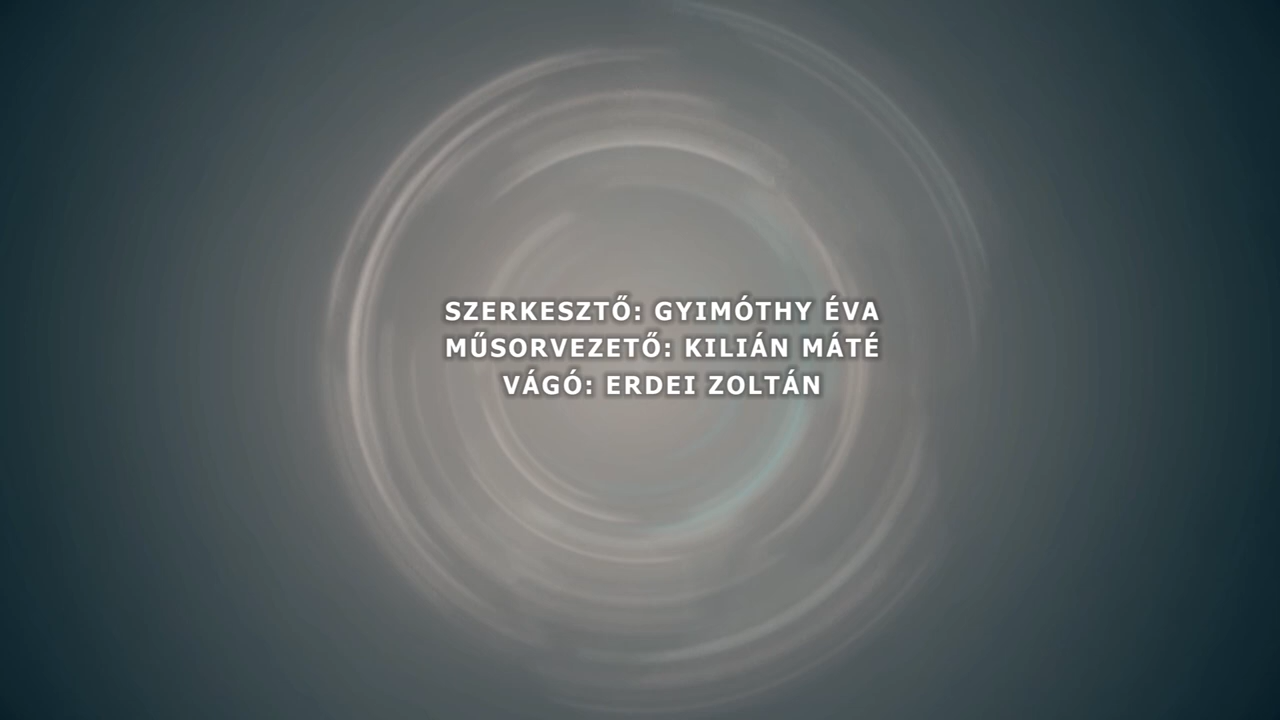 SZERKESZTŐ: GYIMÓTHY ÉVA
MŰSORVEZETŐ: KILIÁN MÁTÉ
VÁGÓ: ERDEI ZOLTÁN